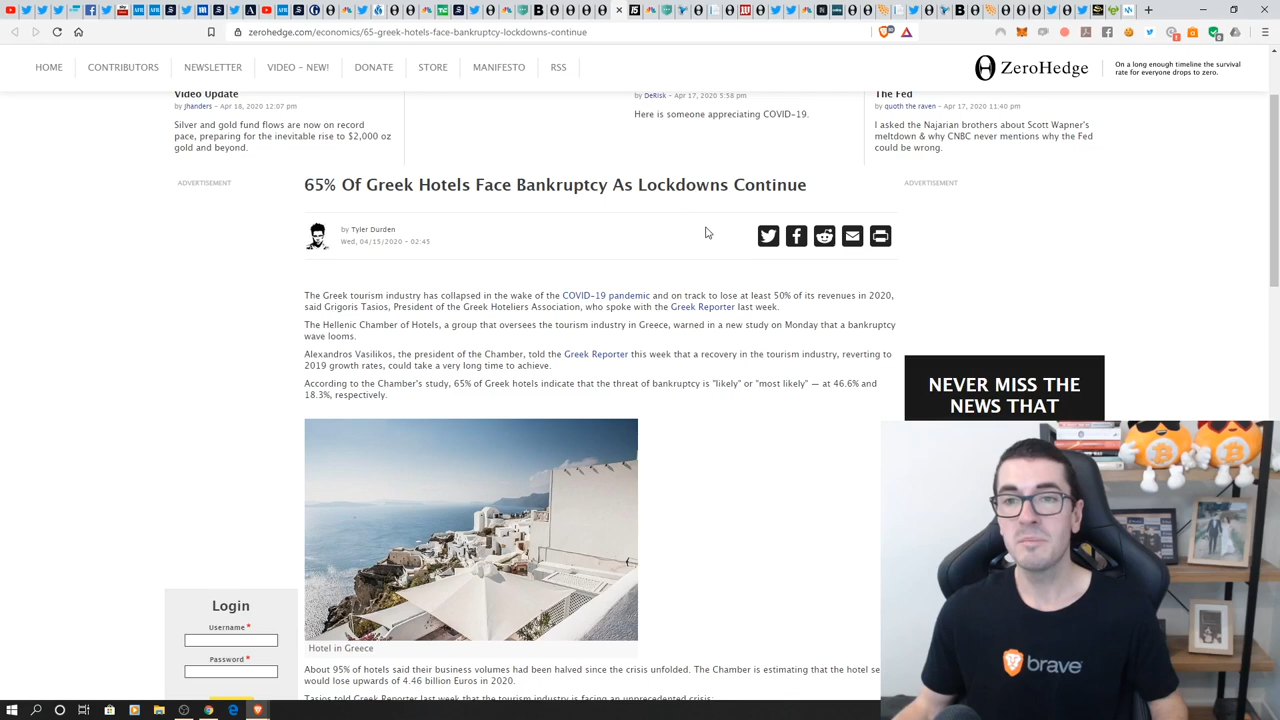 zerohedge.com/economics/65-greek-hotels-face-bankruptcy-lockdowns-continue
HOME
CONTRIBUTORS
NEWSLETTER
VIDEO - NEW!
DONATE
STORE
MANIFESTO
RSS
ZeroHedge
On a long enough timeline the survival
rate for everyone drops to zero.
Video Update
by jhanders - Apr 18, 2020 12:07 pm
Silver and gold fund flows are now on record
pace, preparing for the inevitable rise to $2,000 oz
gold and beyond.
by DeRisk - Apr 17, 2020 5:58 pm
Here is someone appreciating COVID-19.
The Fed
by quoth the raven - Apr 17, 2020 11:40 pm
I asked the Najarian brothers about Scott Wapner's
meltdown & why CNBC never mentions why the Fed
could be wrong.
ADVERTISEMENT
65% Of Greek Hotels Face Bankruptcy As Lockdowns Continue
ADVERTISEMENT
by Tyler Durden
Wed, 04/15/2020 - 02:45
The Greek tourism industry has collapsed in the wake of the COVID-19 pandemic and on track to lose at least 50% of its revenues in 2020,
said Grigoris Tasios, President of the Greek Hoteliers Association, who spoke with the Greek Reporter last week.
The Hellenic Chamber of Hotels, a group that oversees the tourism industry in Greece, warned in a new study on Monday that a bankruptcy
wave looms.
Alexandros Vasilikos, the president of the Chamber, told the Greek Reporter this week that a recovery in the tourism industry, reverting to
2019 growth rates, could take a very long time to achieve.
According to the Chamber's study, 65% of Greek hotels indicate that the threat of bankruptcy is "likely" or "most likely" — at 46.6% and
18.3%, respectively.
NEVER MISS THE
NEWS THAT
Hotel in Greece
Login
Username *
Password *
About 95% of hotels said their business volumes had been halved since the crisis unfolded. The Chamber is estimating that the hotel se
would lose upwards of 4.46 billion Euros in 2020.
Tasios told Greek Reporter last week that the tourism industry is facing an unprecedented crisis:
brave